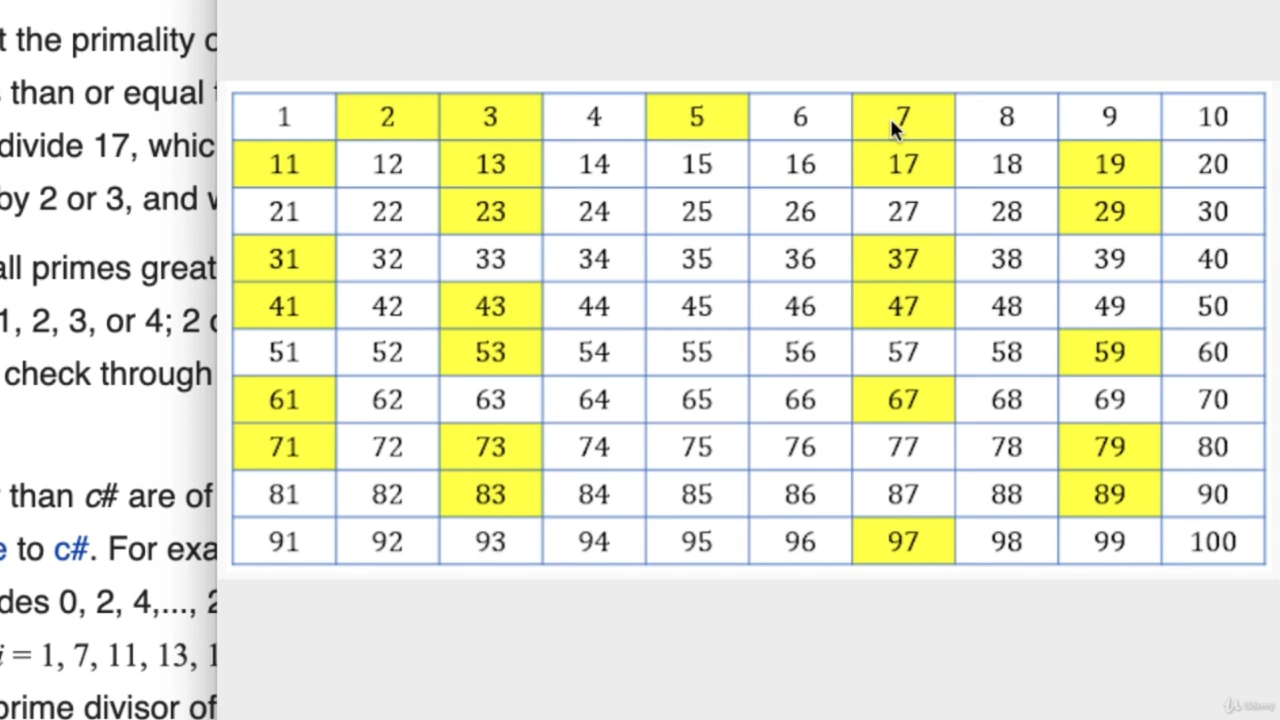 t the primality
than or equal
divide 17, whic
by 2 or 3, and
all primes great
1, 2, 3, or 4; 2
check through
than c# are of
to c#. For exa
des 0, 2, 4,..., 2
i = 1, 7, 11, 13, 1
prime divisor of
1 2 3 4 5 6 7 8 9 10
11 12 13 14 15 16 17 18 19 20
21 22 23 24 25 26 27 28 29 30
31 32 33 34 35 36 37 38 39 40
41 42 43 44 45 46 47 48 49 50
51 52 53 54 55 56 57 58 59 60
61 62 63 64 65 66 67 68 69 70
71 72 73 74 75 76 77 78 79 80
81 82 83 84 85 86 87 88 89 90
91 92 93 94 95 96 97 98 99 100
Udemy